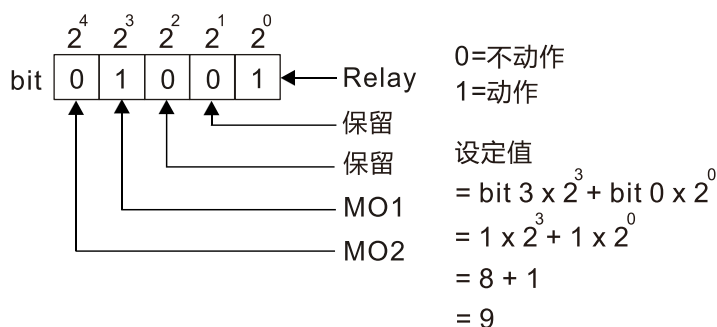 2^4 2^3 2^2 2^1 2^0
bit 0 1 0 0 1 Relay
保留
保留
MO1
MO2
0=不动作
1=动作
设定值
= bit 3 x 2^3 + bit 0 x 2^0
= 1 x 2^3 + 1 x 2^0
= 8 + 1
= 9